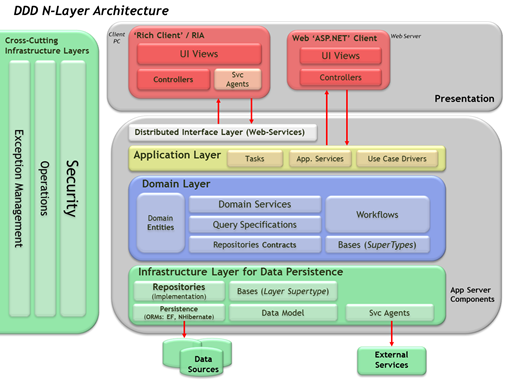 DDD N-Layer Architecture
Cross-Cutting
Infrastructure Layers
Exception Management
Operations
Security
Client
PC
'Rich Client' / RIA
UI Views
Controllers
Svc
Agents
Web 'ASP.NET' Client
UI Views
Controllers
Web Server
Presentation
Distributed Interface Layer (Web-Services)
Application Layer
Tasks
App. Services
Use Case Drivers
Domain Layer
Domain
Entities
Domain Services
Query Specifications
Repositories Contracts
Workflows
Bases (SuperTypes)
Infrastructure Layer for Data Persistence
Repositories
(Implementation)
Bases (Layer Supertype)
Persistence
(ORMs: EF, NHibernate)
Data Model
Svc Agents
App Server
Components
Data
Sources
External
Services